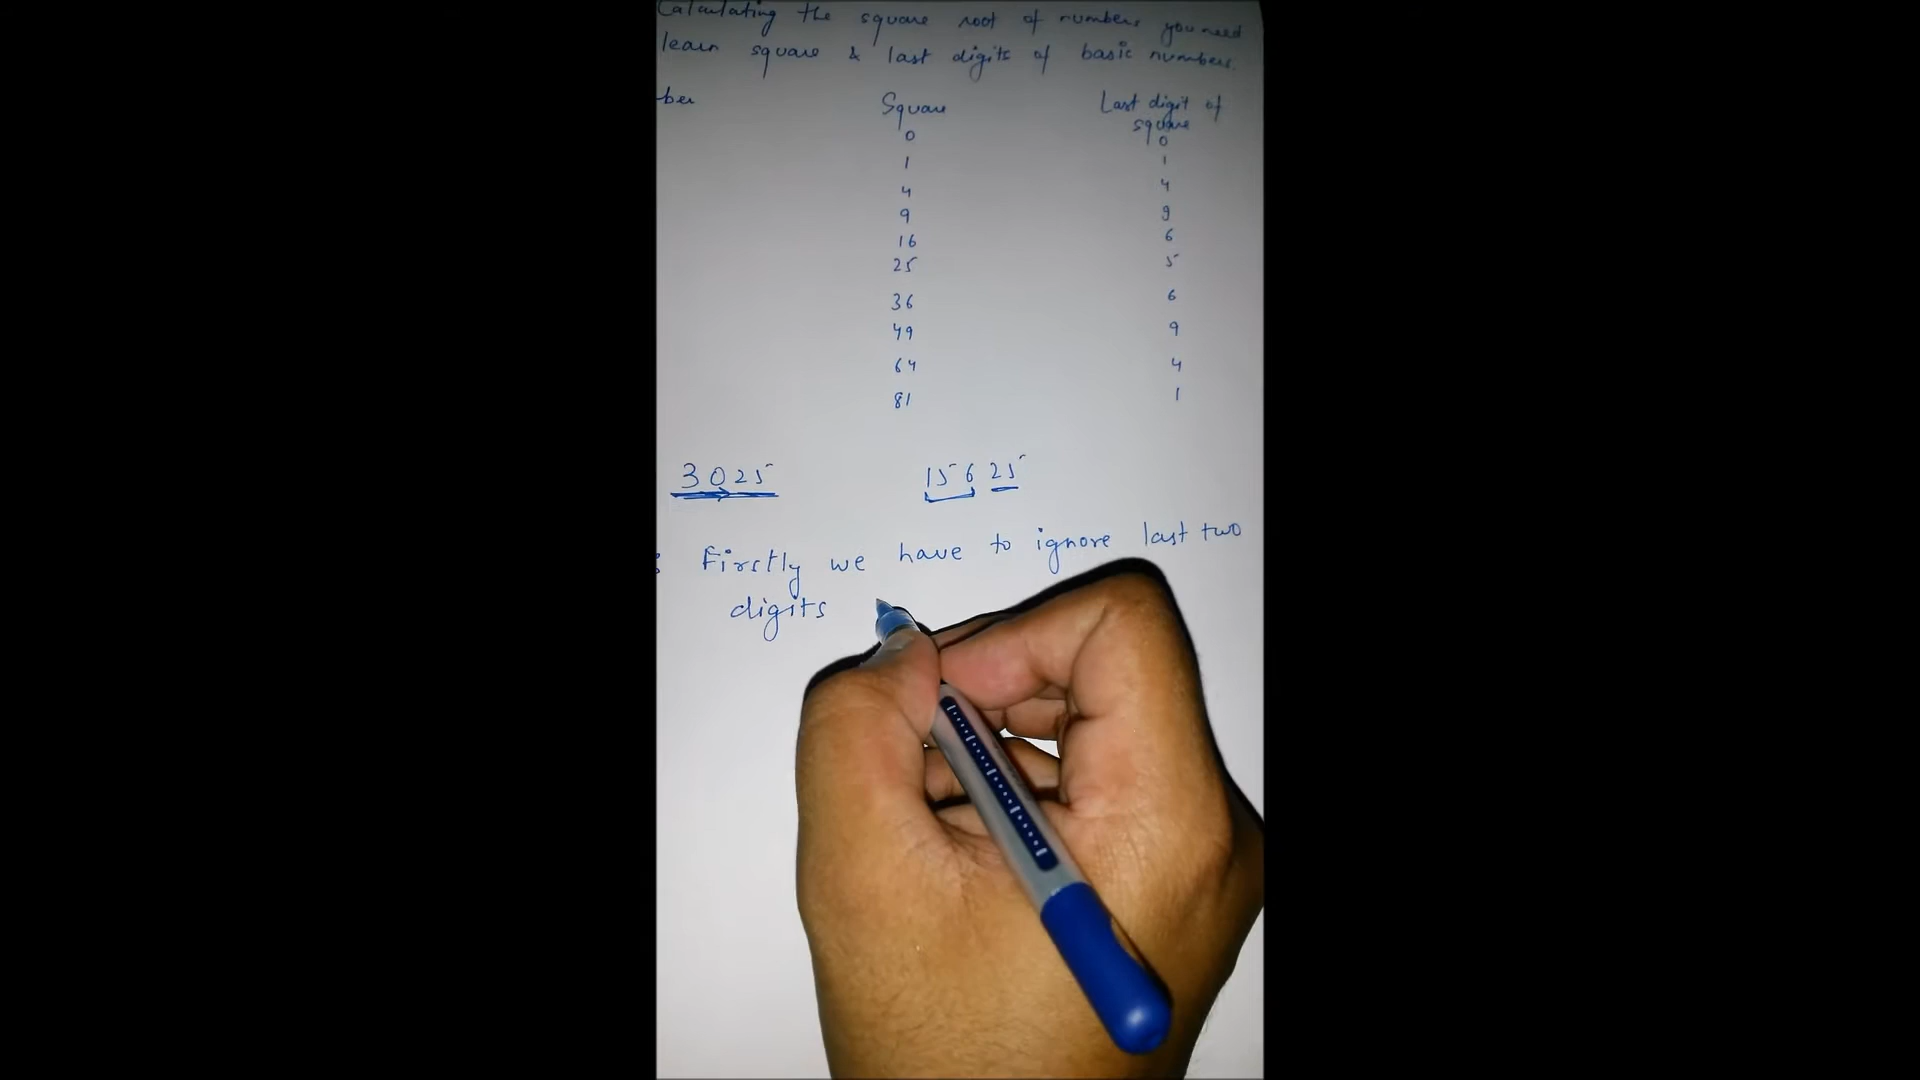 Calculating the square root of numbers you need
learn square & last digits of basic numbers.
ber Square Last digit of
square
0 0
1 1
4 4
9 9
16 6
25 5
36 6
49 9
64 4
81 1
3025 15625
: Firstly we have to ignore last two
digits